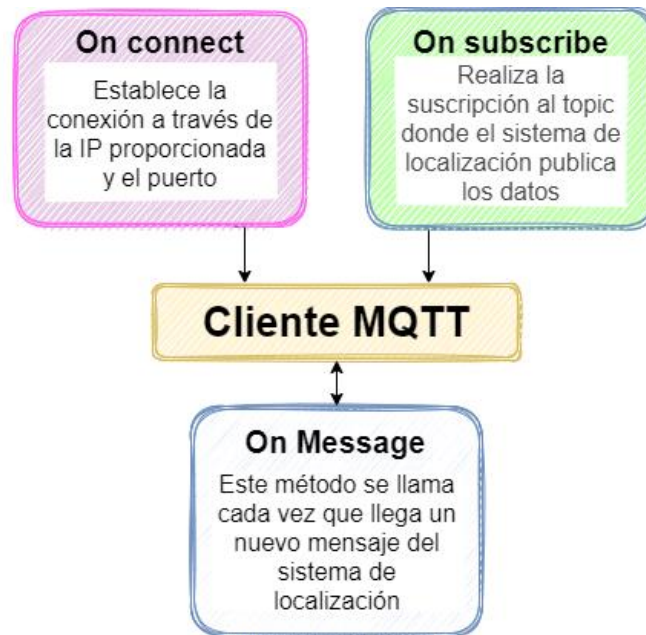 On connect
Establece la
conexión a través de
la IP proporcionada
y el puerto
On subscribe
Realiza la
suscripción al topic
donde el sistema de
localización publica
los datos
Cliente MQTT
On Message
Este método se llama
cada vez que llega un
nuevo mensaje del
sistema de
localización